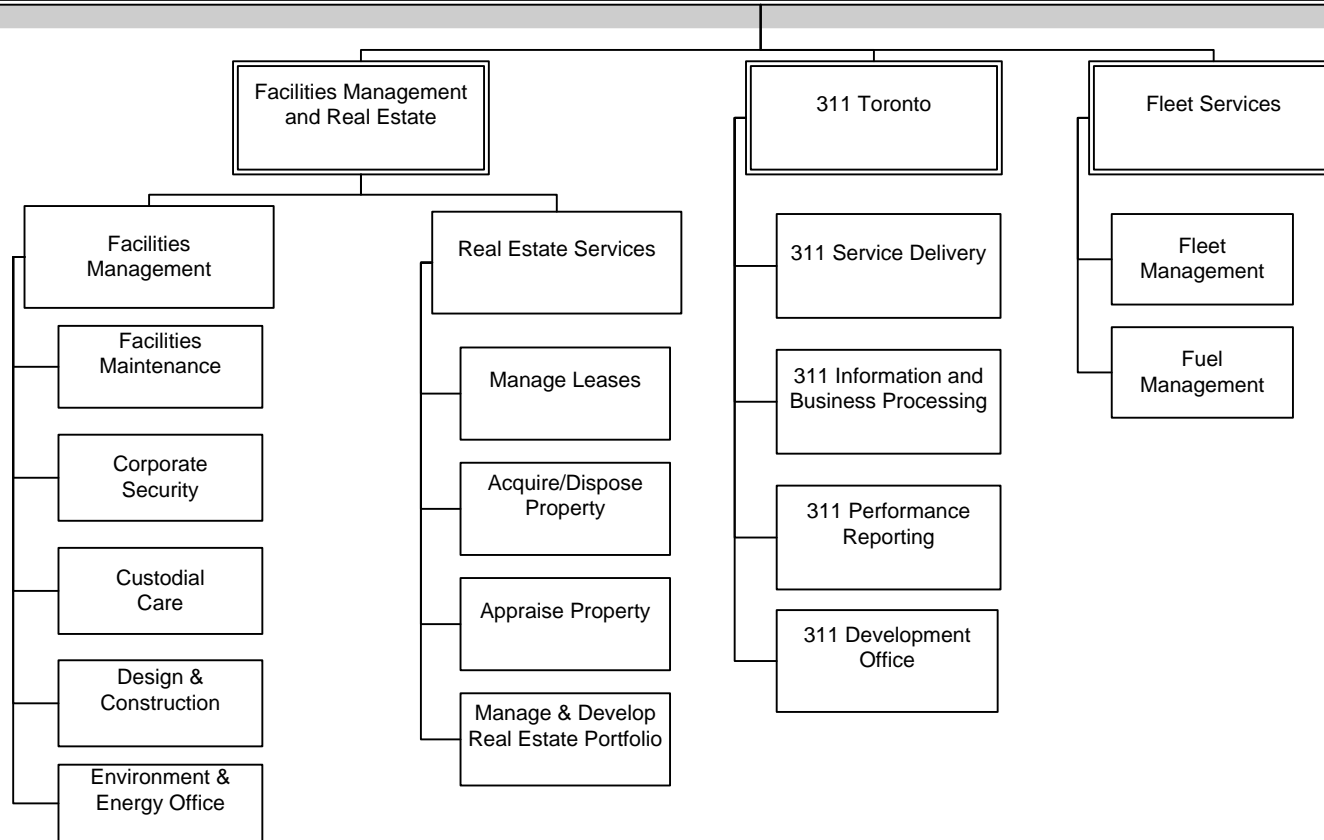 Facilities Management
and Real Estate
311 Toronto
Fleet Services
Facilities
Management
Real Estate Services
311 Service Delivery
Fleet
Management
Facilities
Maintenance
Manage Leases
311 Information and
Business Processing
Fuel
Management
Corporate
Security
Acquire/Dispose
Property
311 Performance
Reporting
Custodial
Care
Appraise Property
311 Development
Office
Design &
Construction
Manage & Develop
Real Estate Portfolio
Environment &
Energy Office